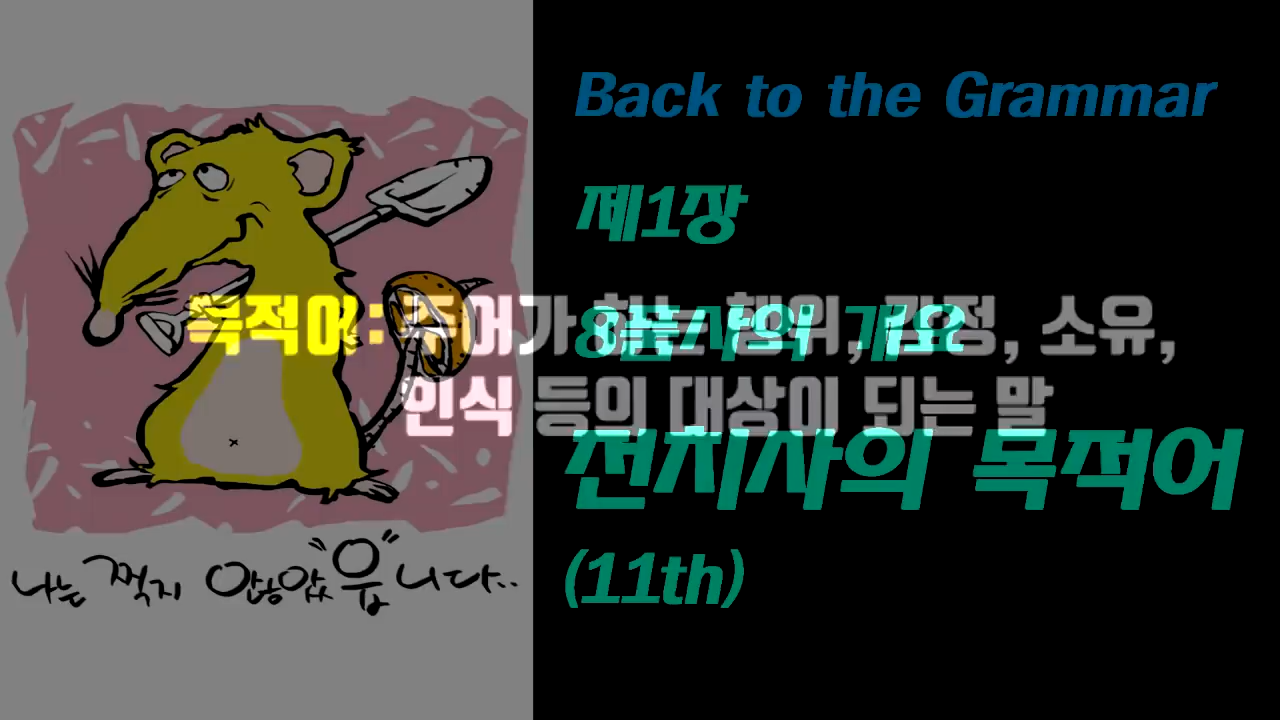 Back to the Grammar
제1장
8품사의 개요
목적어: 주어가 하는 행위, 감정, 소유,
인식 등의 대상이 되는 말
전치사의 목적어
(11th)
나는 꺽지 않았"읍"니다..